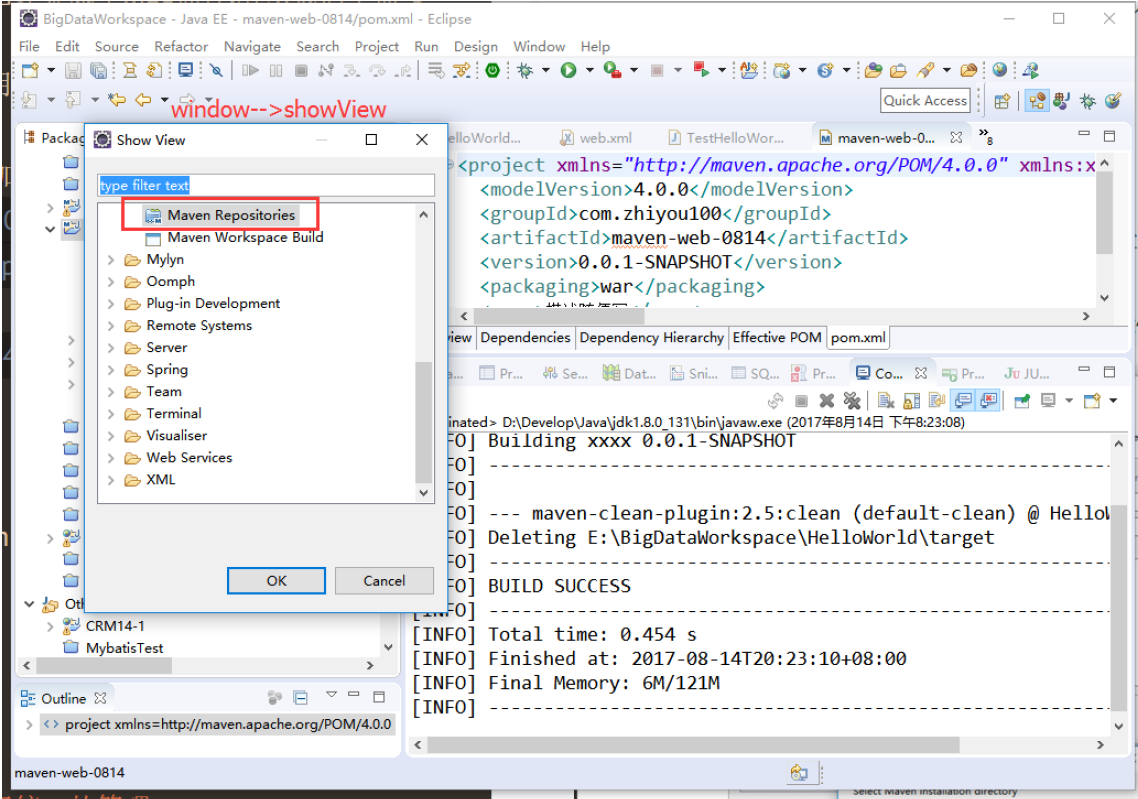 BigDataWorkspace - Java EE - maven-web-0814/pom.xml - Eclipse
File Edit Source Refactor Navigate Search Project Run Design Window Help
window-->showView
Quick Access
Packag
Show View
elloWorld...
web.xml
TestHelloWor...
maven-web-0...
8
type filter text
Maven Repositories
Maven Workspace Build
Mylyn
Oomph
Plug-in Development
Remote Systems
Server
Spring
Team
Terminal
Visualiser
Web Services
XML
OK
Cancel
<project xmlns="http://maven.apache.org/POM/4.0.0" xmlns:x
<modelVersion>4.0.0</modelVersion>
<groupId>com.zhiyou100</groupId>
<artifactId>maven-web-0814</artifactId>
<version>0.0.1-SNAPSHOT</version>
<packaging>war</packaging>
iew Dependencies Dependency Hierarchy Effective POM pom.xml
a... Pr... Se... Dat... Sni... SQ... Pr... Co... Pr... JU...
inated> D:\Develop\Java\jdk1.8.0_131\bin\javaw.exe (2017年8月14日 下午8:23:08)
FO] Building xxxx 0.0.1-SNAPSHOT
FO] ------------------------------------------------------------------------
FO]
FO] --- maven-clean-plugin:2.5:clean (default-clean) @ HelloW
FO] Deleting E:\BigDataWorkspace\HelloWorld\target
FO] ------------------------------------------------------------------------
FO] BUILD SUCCESS
[INFO] ------------------------------------------------------------------------
[INFO] Total time: 0.454 s
[INFO] Finished at: 2017-08-14T20:23:10+08:00
[INFO] Final Memory: 6M/121M
[INFO] ------------------------------------------------------------------------
Oth
CRM14-1
MybatisTest
Outline
project xmlns=http://maven.apache.org/POM/4.0.0
maven-web-0814
Select Maven installation directory